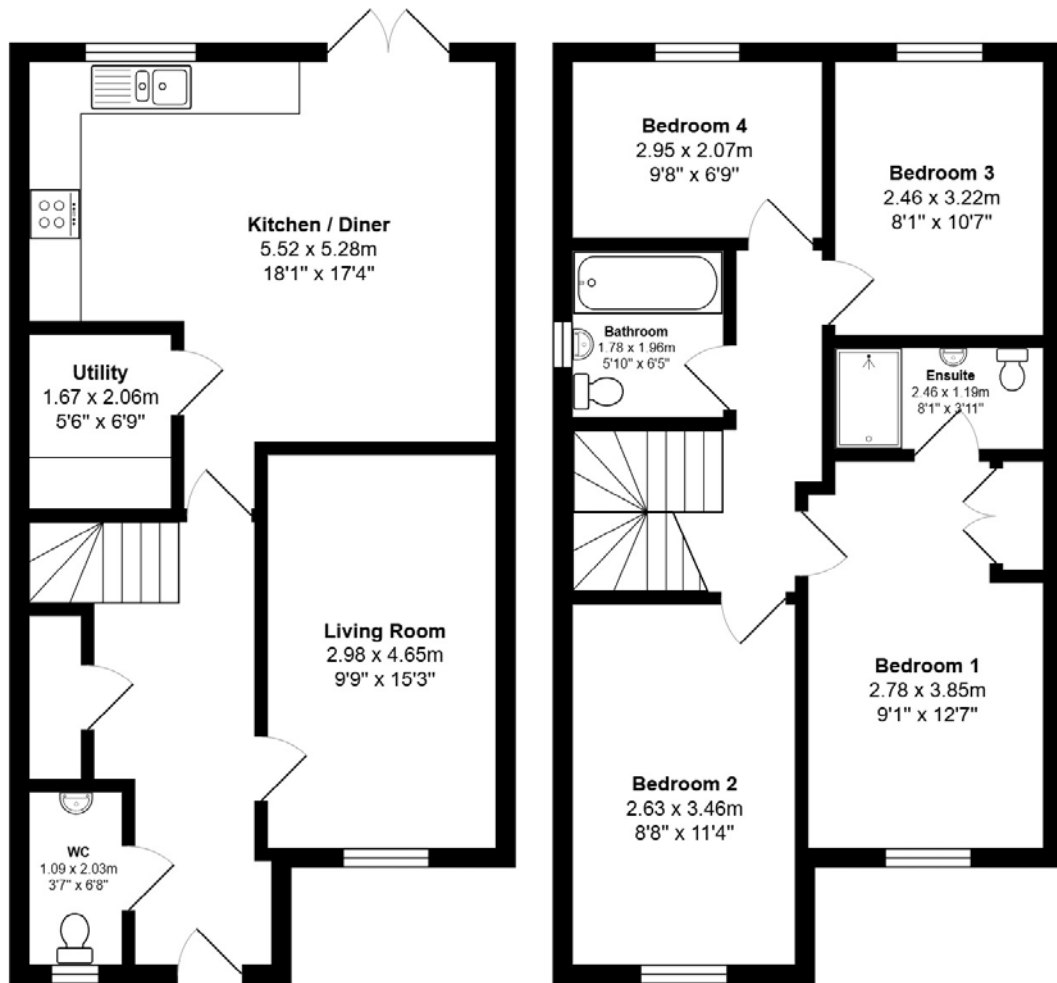 Kitchen / Diner
5.52 x 5.28m
18'1" x 17'4"
Utility
1.67 x 2.06m
5'6" x 6'9"
Living Room
2.98 x 4.65m
9'9" x 15'3"
WC
1.09 x 2.03m
3'7" x 6'8"
Bedroom 4
2.95 x 2.07m
9'8" x 6'9"
Bedroom 3
2.46 x 3.22m
8'1" x 10'7"
Bathroom
1.78 x 1.96m
5'10" x 6'5"
Ensuite
2.46 x 1.19m
8'1" x 3'11"
Bedroom 1
2.78 x 3.85m
9'1" x 12'7"
Bedroom 2
2.63 x 3.46m
8'8" x 11'4"